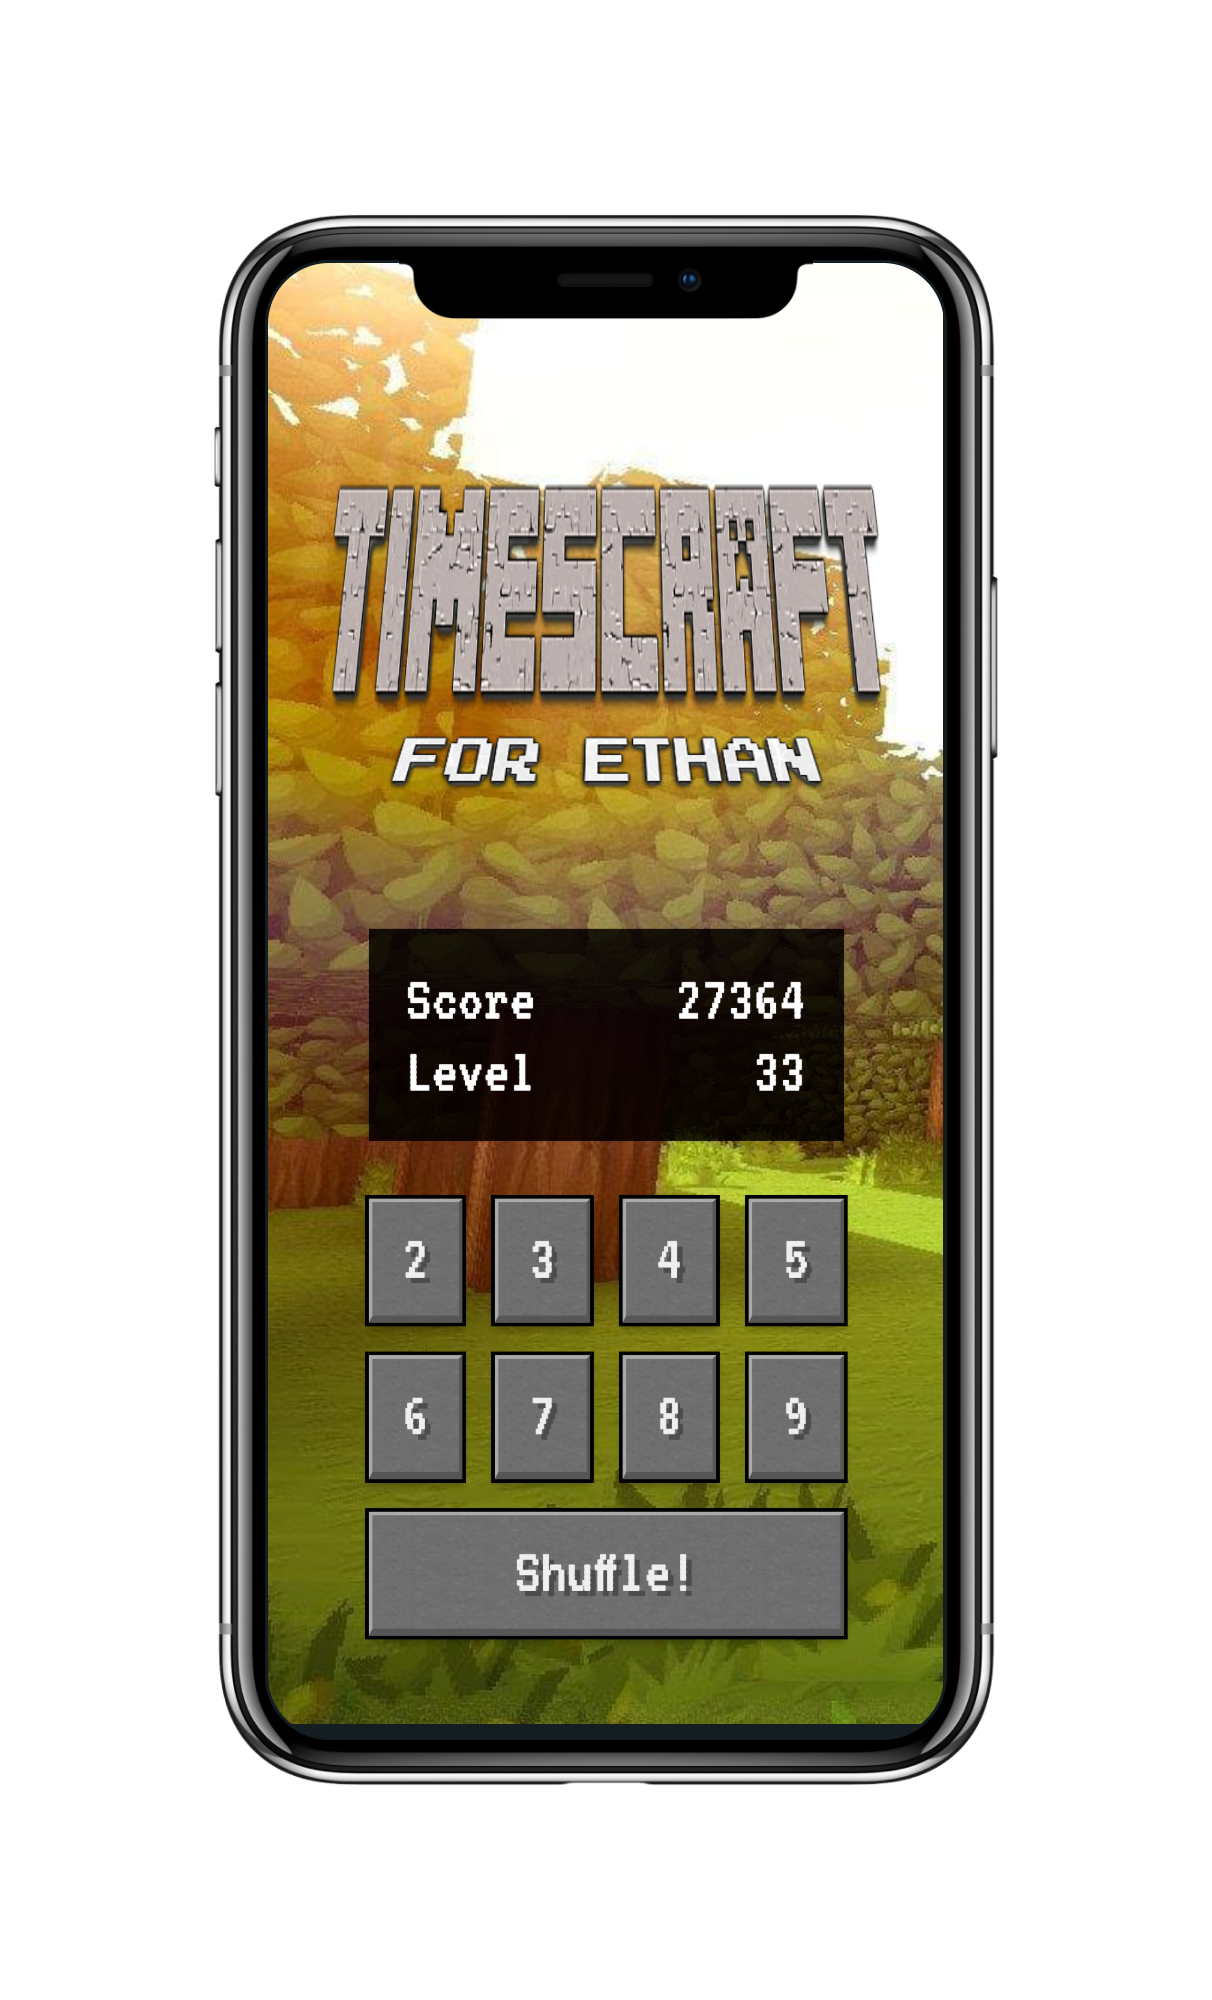 TIMESCRAFT
FOR ETHAN
Score 27364
Level 33
2 3 4 5
6 7 8 9
Shuffle!